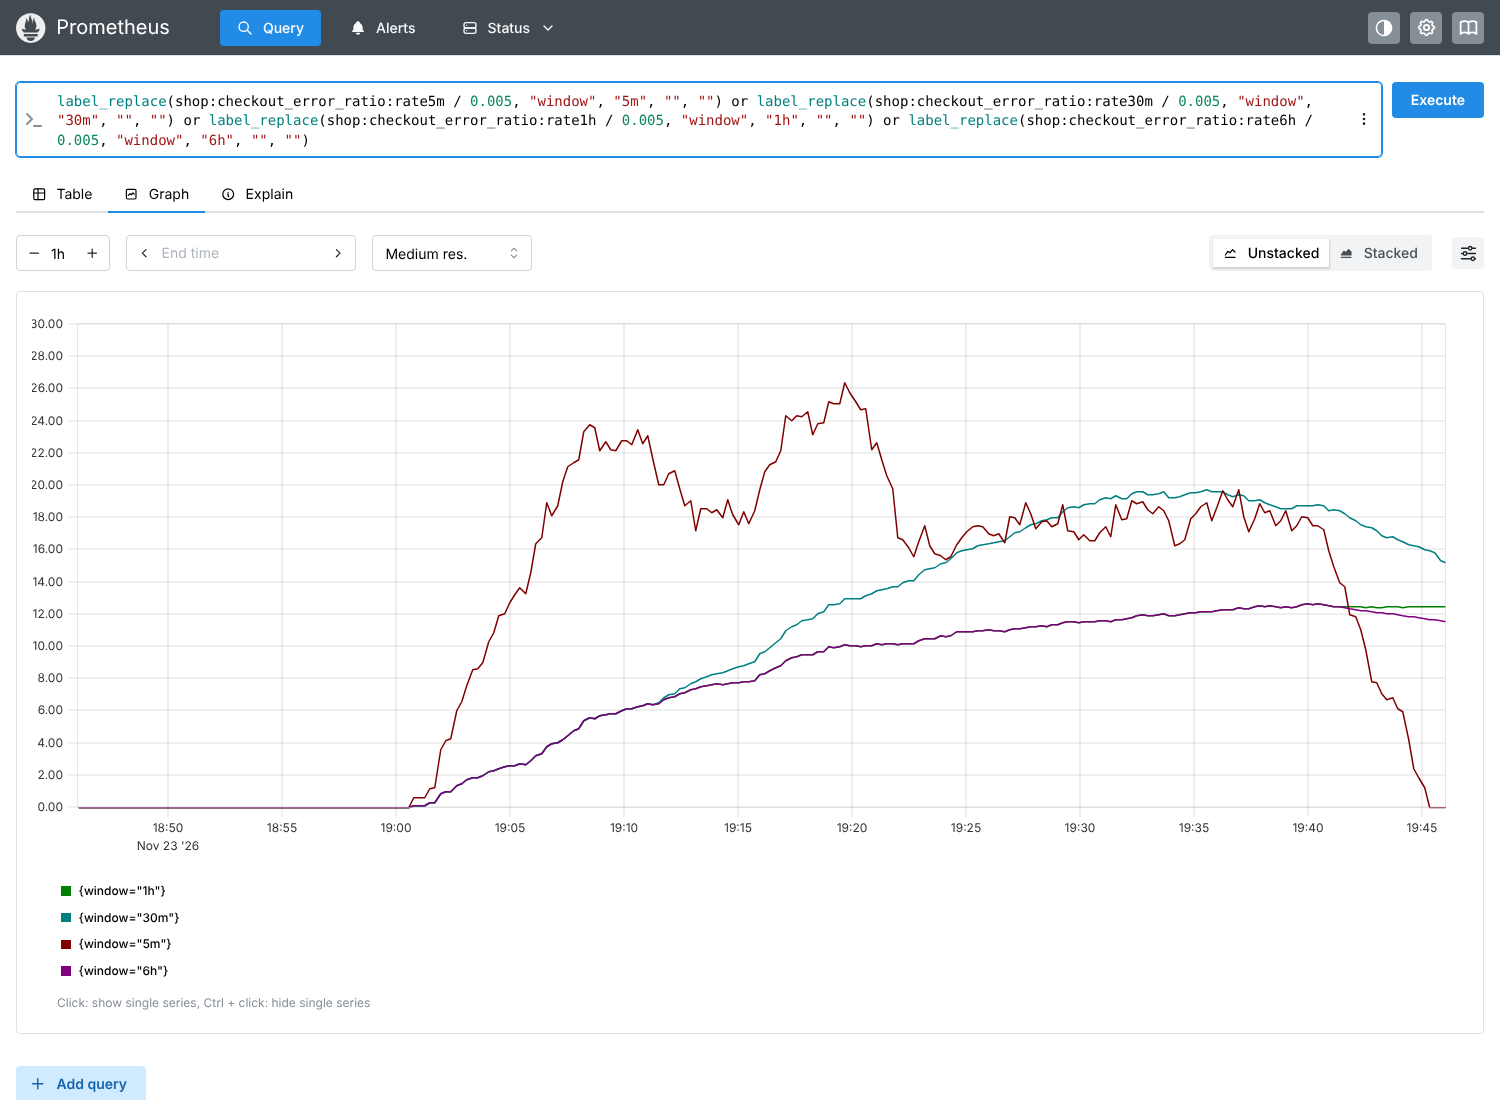 Prometheus
Query
Alerts
Status
label_replace(shop:checkout_error_ratio:rate5m / 0.005, "window", "5m", "", "") or label_replace(shop:checkout_error_ratio:rate30m / 0.005, "window",
"30m", "", "") or label_replace(shop:checkout_error_ratio:rate1h / 0.005, "window", "1h", "", "") or label_replace(shop:checkout_error_ratio:rate6h /
0.005, "window", "6h", "", "")
Execute
Table
Graph
Explain
1h
End time
Medium res.
Unstacked
Stacked
30.00
28.00
26.00
24.00
22.00
20.00
18.00
16.00
14.00
12.00
10.00
8.00
6.00
4.00
2.00
0.00
18:50
18:55
19:00
19:05
19:10
19:15
19:20
19:25
19:30
19:35
19:40
19:45
Nov 23 '26
{window="1h"}
{window="30m"}
{window="5m"}
{window="6h"}
Click: show single series, Ctrl + click: hide single series
Add query